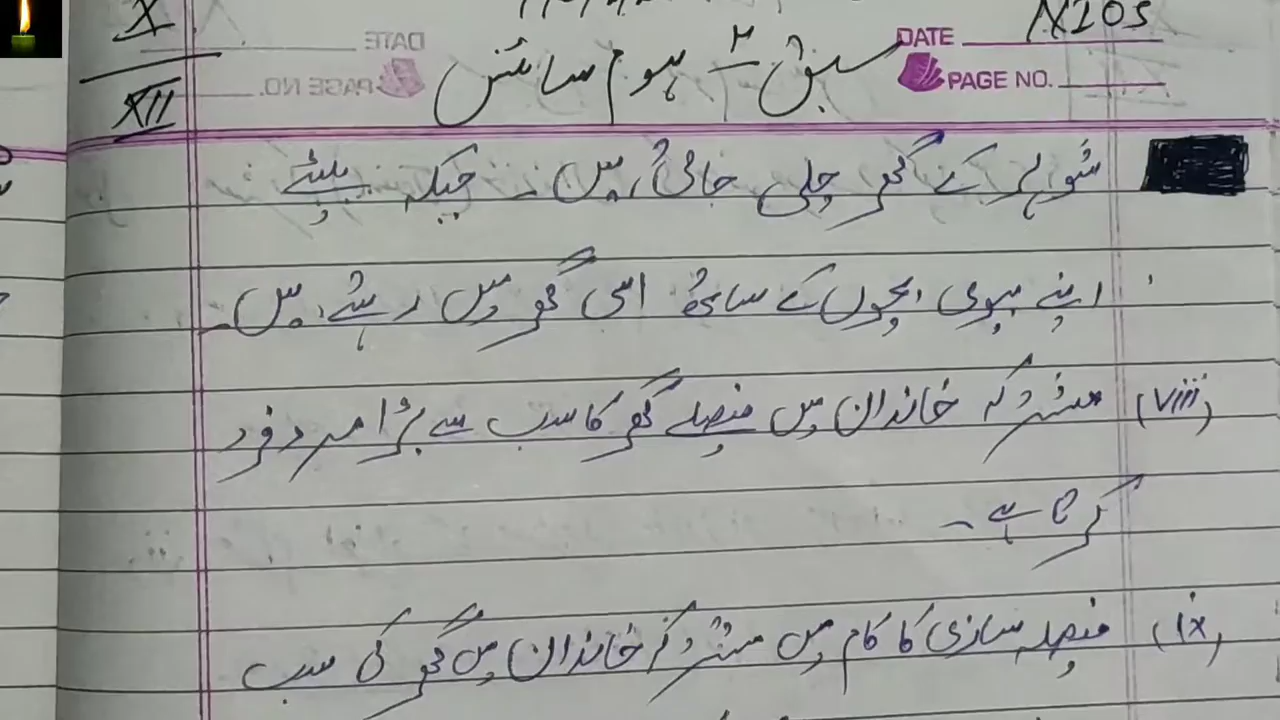 X
XII
DATE
N105
PAGE NO.
سبق ۲ ہوم سائنس
شوہر کے گھر چلی جاتی ہیں۔ جبکہ بیٹے
اپنے بیوی بچوں کے ساتھ اسی گھر میں رہتے ہیں۔
(viii) مشترکہ خاندان میں فیصلے گھر کا سب سے بڑا مرد فرد
کرتا ہے۔
(ix) فیصلہ سازی کا کام میں مشترکہ خاندان میں گھر کی سب